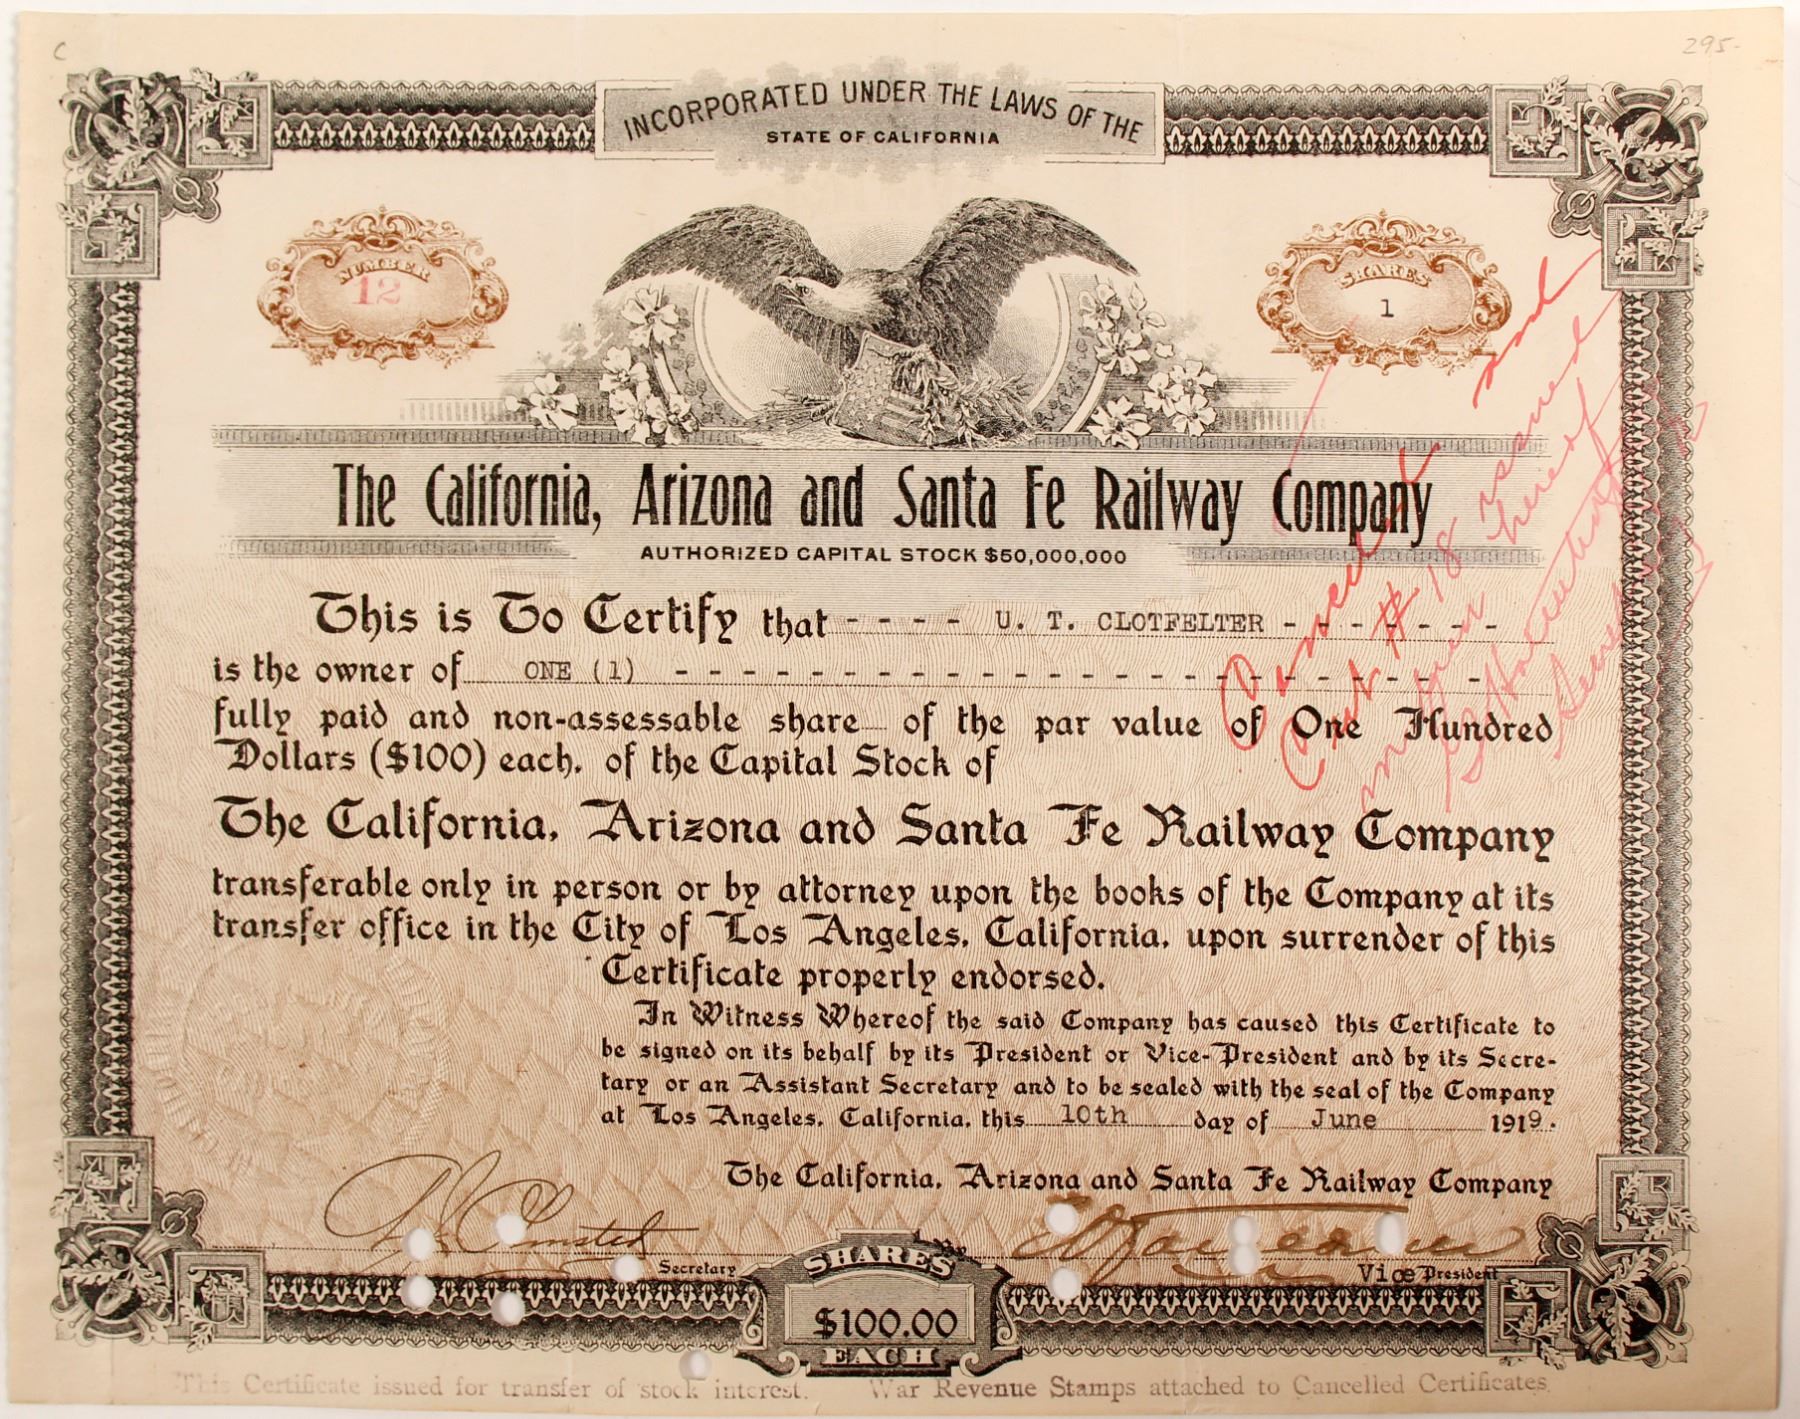 C
295-
INCORPORATED UNDER THE LAWS OF THE
STATE OF CALIFORNIA
NUMBER
12
SHARES
1
The California, Arizona and Santa Fe Railway Company
AUTHORIZED CAPITAL STOCK $50,000,000
This is To Certify that - - - - U. T. CLOTFELTER - - - - - - -
is the owner of ONE (1) - - - - - - - - - - - - - - - - - - - - - - - -
fully paid and non-assessable share of the par value of One Hundred
Dollars ($100) each, of the Capital Stock of
The California, Arizona and Santa Fe Railway Company
transferable only in person or by attorney upon the books of the Company at its
transfer office in the City of Los Angeles, California, upon surrender of this
Certificate properly endorsed.
In Witness Whereof the said Company has caused this Certificate to
be signed on its behalf by its President or Vice-President and by its Secre-
tary or an Assistant Secretary and to be sealed with the seal of the Company
at Los Angeles, California, this 10th day of June 1919.
The California, Arizona and Santa Fe Railway Company
Olmsted
Secretary
By
Vice President
SHARES
$100.00
EACH
This Certificate issued for transfer of stock interest. War Revenue Stamps attached to Cancelled Certificates.
Canceled and
Cert # 18 issued
hereof